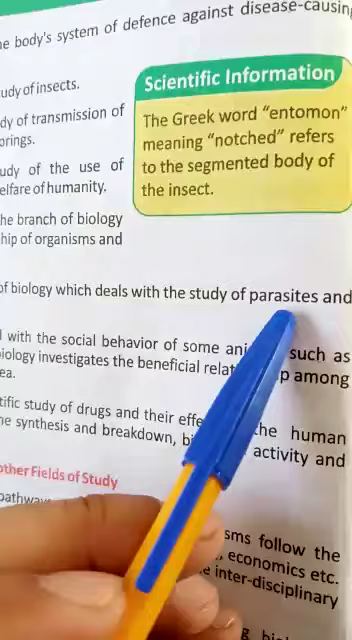 he body's system of defence against disease-causing
udy of insects.
dy of transmission of
prings.
udy of the use of
elfare of humanity.
he branch of biology
hip of organisms and
Scientific Information
The Greek word "entomon"
meaning "notched" refers
to the segmented body of
the insect.
of biology which deals with the study of parasites and
with the social behavior of some ani such as
iology investigates the beneficial relat p among
ea.
tific study of drugs and their effe the human
he synthesis and breakdown, bi activity and
other Fields of Study
pathway
sms follow the
economics etc.
e inter-disciplinary